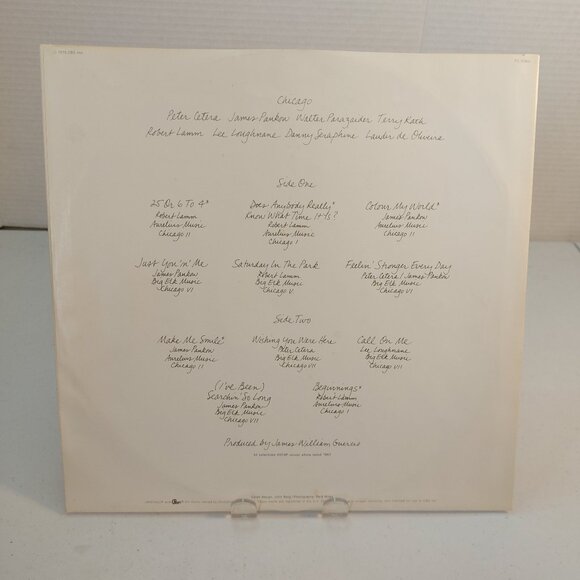 Chicago
Peter Cetera James Pankow Walter Parazaider Terry Kath
Robert Lamm Lee Loughnane Danny Seraphine Laudir de Oliveira
Side One
25 Or 6 To 4*
Robert Lamm
Aurelius Music
Chicago II
Does Anybody Really*
Know What Time It Is?
Robert Lamm
Aurelius Music
Chicago I
Colour My World*
James Pankow
Aurelius Music
Chicago II
Just You 'n' Me
James Pankow
Big Elk Music
Chicago VI
Saturday In The Park
Robert Lamm
Big Elk Music
Chicago V
Feelin' Stronger Every Day
Peter Cetera / James Pankow
Big Elk Music
Chicago VI
Side Two
Make Me Smile*
James Pankow
Aurelius Music
Chicago II
Wishing You Were Here
Peter Cetera
Big Elk Music
Chicago VII
Call On Me
Lee Loughnane
Big Elk Music
Chicago VII
(I've Been)
Searchin' So Long
James Pankow
Big Elk Music
Chicago VII
Beginnings*
Robert Lamm
Aurelius Music
Chicago I
Produced by James William Guercio